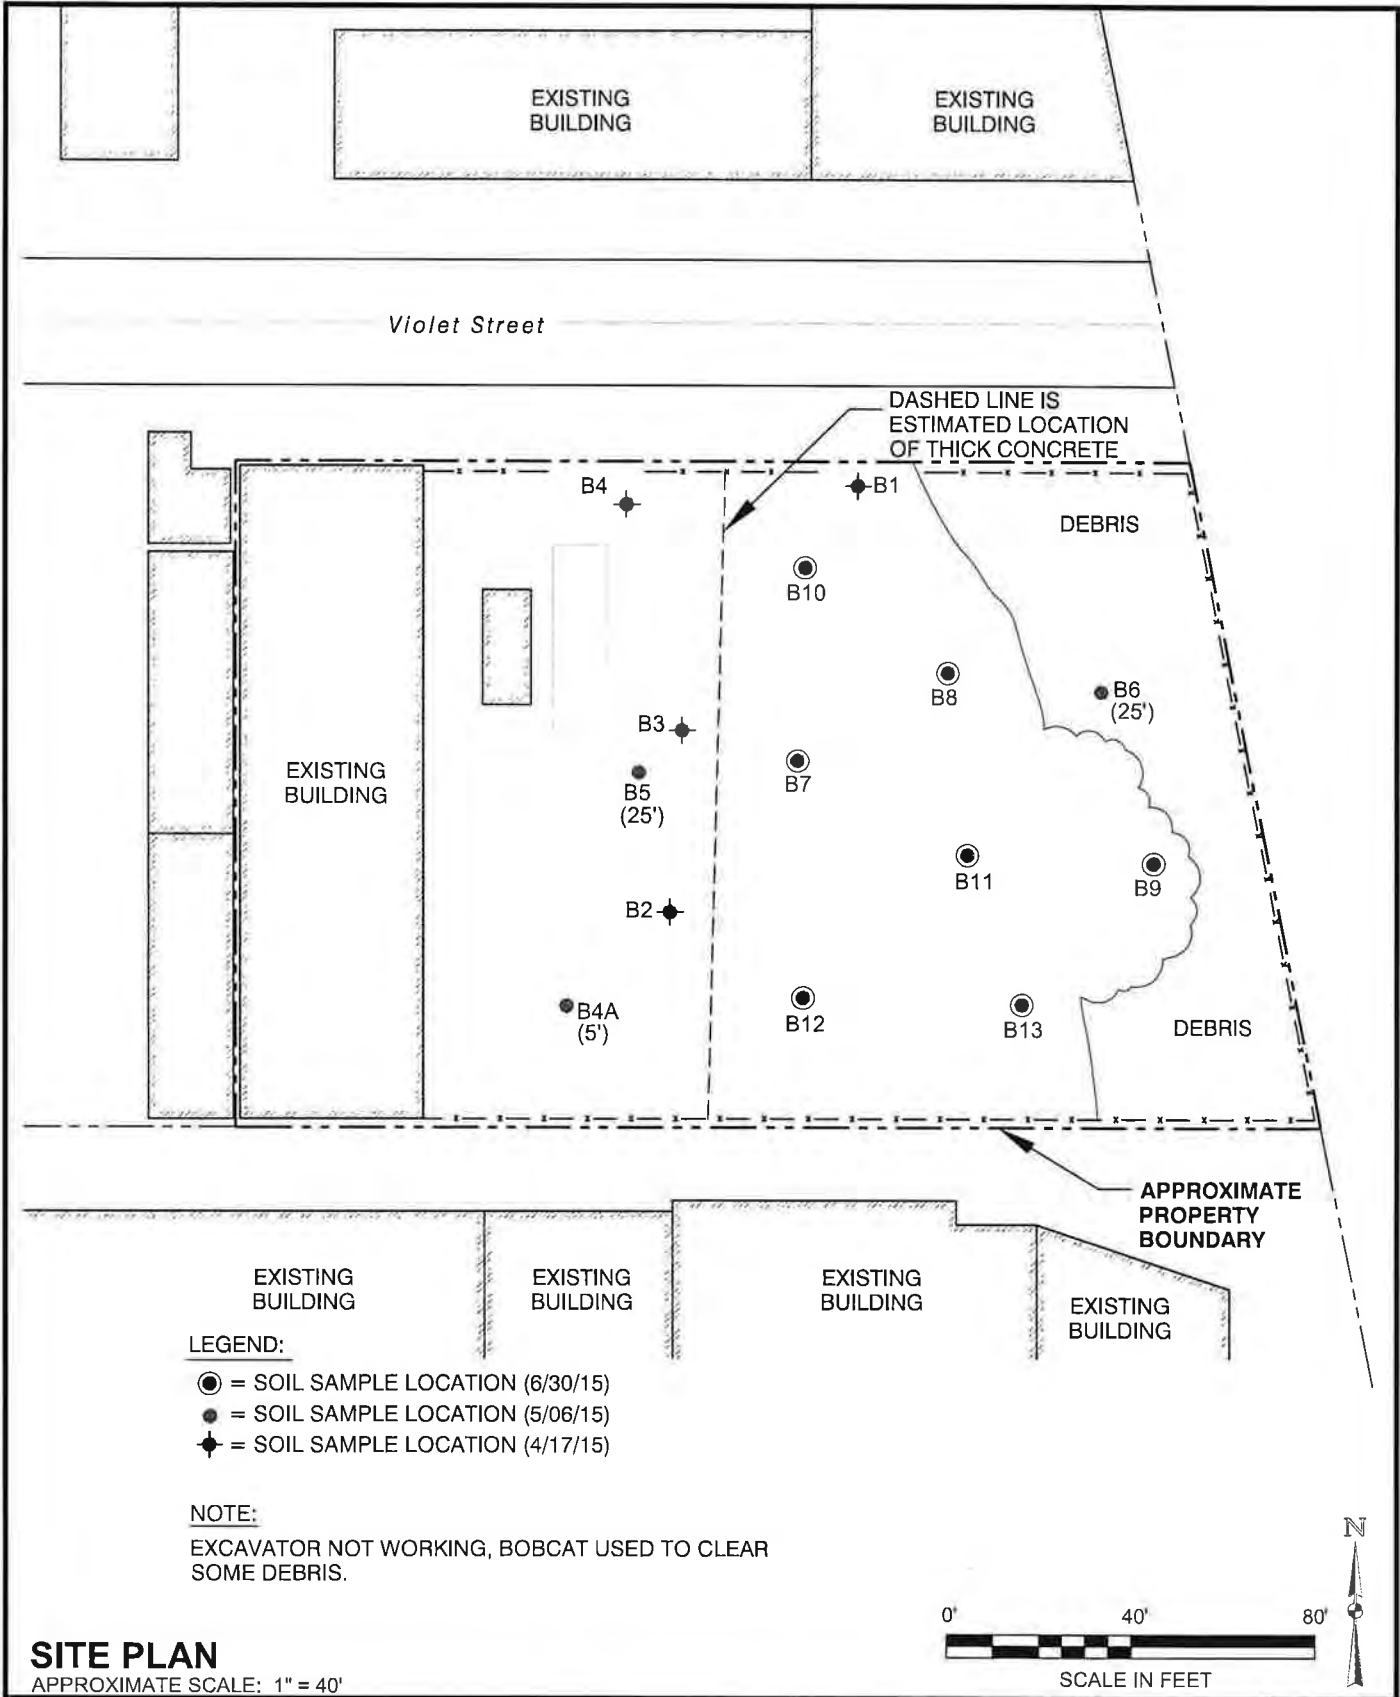 EXISTING
BUILDING
EXISTING
BUILDING
Violet Street
DASHED LINE IS
ESTIMATED LOCATION
OF THICK CONCRETE
B4
B1
DEBRIS
B10
B8
B6
(25')
B3
B7
B5
(25')
EXISTING
BUILDING
B11
B9
B2
B4A
(5')
B12
B13
DEBRIS
APPROXIMATE
PROPERTY
BOUNDARY
EXISTING
BUILDING
EXISTING
BUILDING
EXISTING
BUILDING
EXISTING
BUILDING
LEGEND:
= SOIL SAMPLE LOCATION (6/30/15)
= SOIL SAMPLE LOCATION (5/06/15)
= SOIL SAMPLE LOCATION (4/17/15)
NOTE:
EXCAVATOR NOT WORKING, BOBCAT USED TO CLEAR
SOME DEBRIS.
N
0' 40' 80'
SCALE IN FEET
SITE PLAN
APPROXIMATE SCALE: 1" = 40'